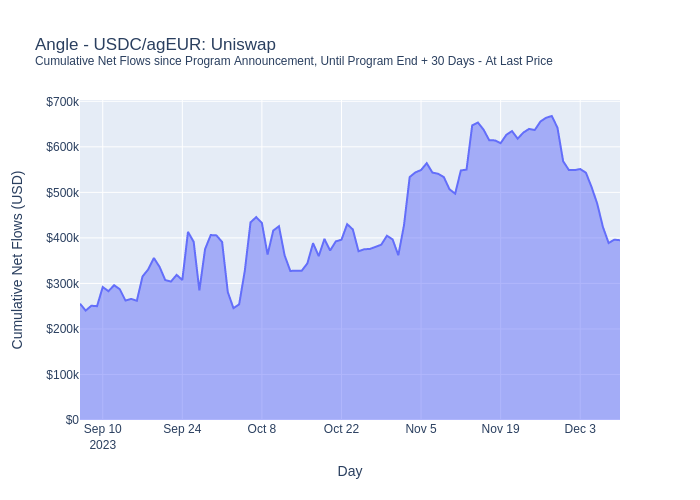 Angle - USDC/agEUR: Uniswap
Cumulative Net Flows since Program Announcement, Until Program End + 30 Days - At Last Price
Cumulative Net Flows (USD)
$700k
$600k
$500k
$400k
$300k
$200k
$100k
$0
Sep 10 Sep 24 Oct 8 Oct 22 Nov 5 Nov 19 Dec 3
2023
Day